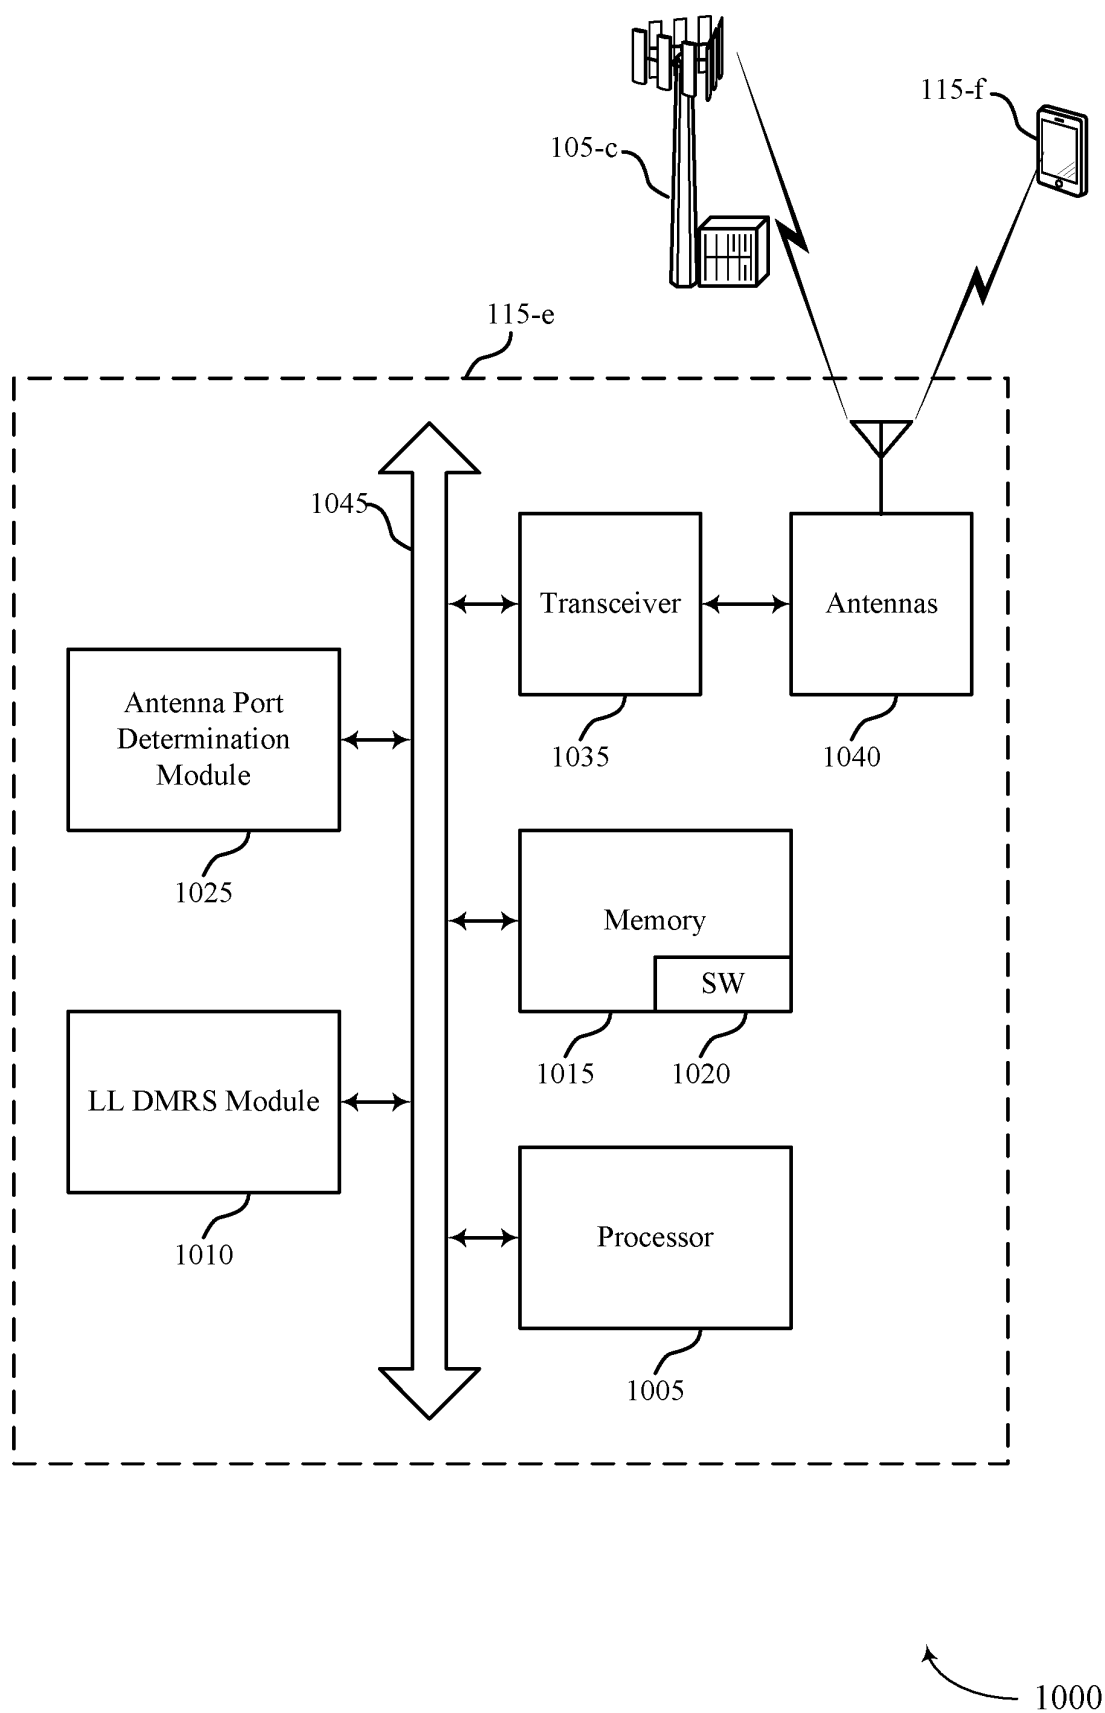 115-f
105-c
115-e
1045
Transceiver
Antennas
1035
1040
Antenna Port
Determination
Module
1025
Memory
SW
1015
1020
LL DMRS Module
1010
Processor
1005
1000